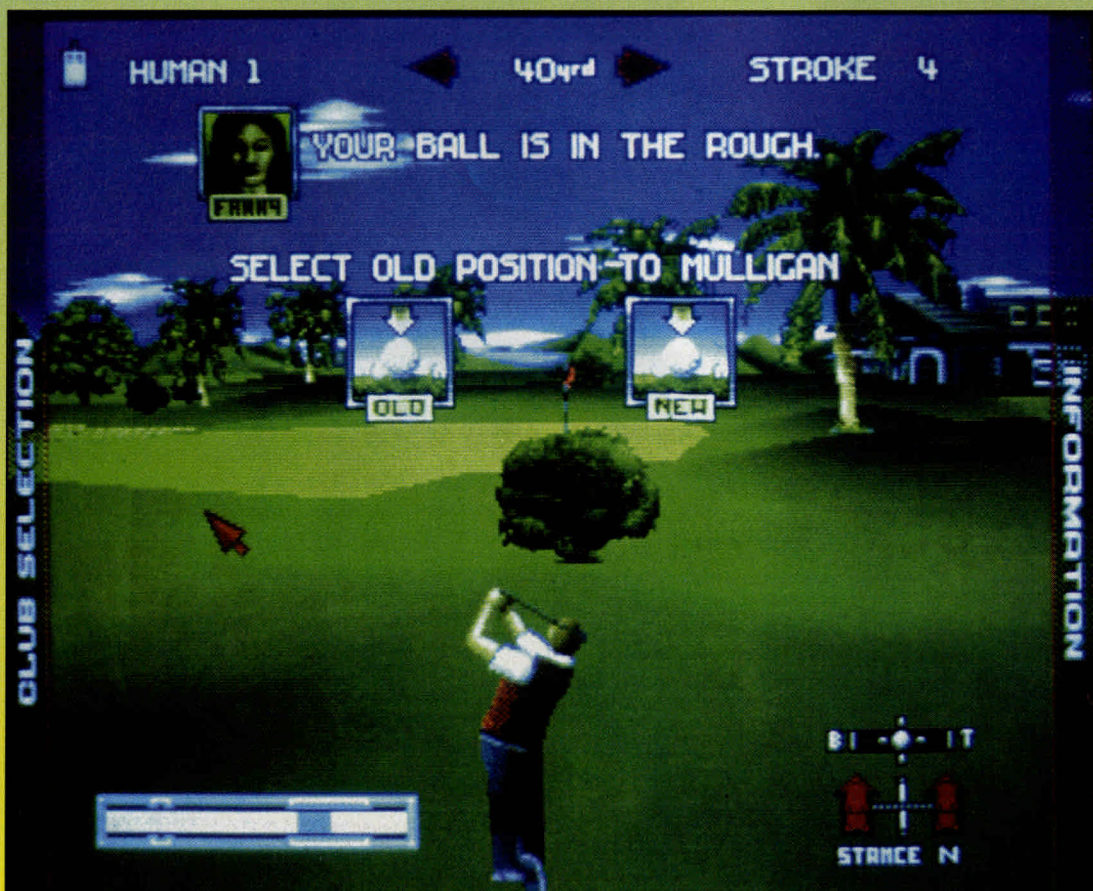 HUMAN 1
40yrd
STROKE 4
YOUR BALL IS IN THE ROUGH.
FANNY
SELECT OLD POSITION TO MULLIGAN
OLD
NEW
CLUB SELECTION
INFORMATION
B T
STANCE N